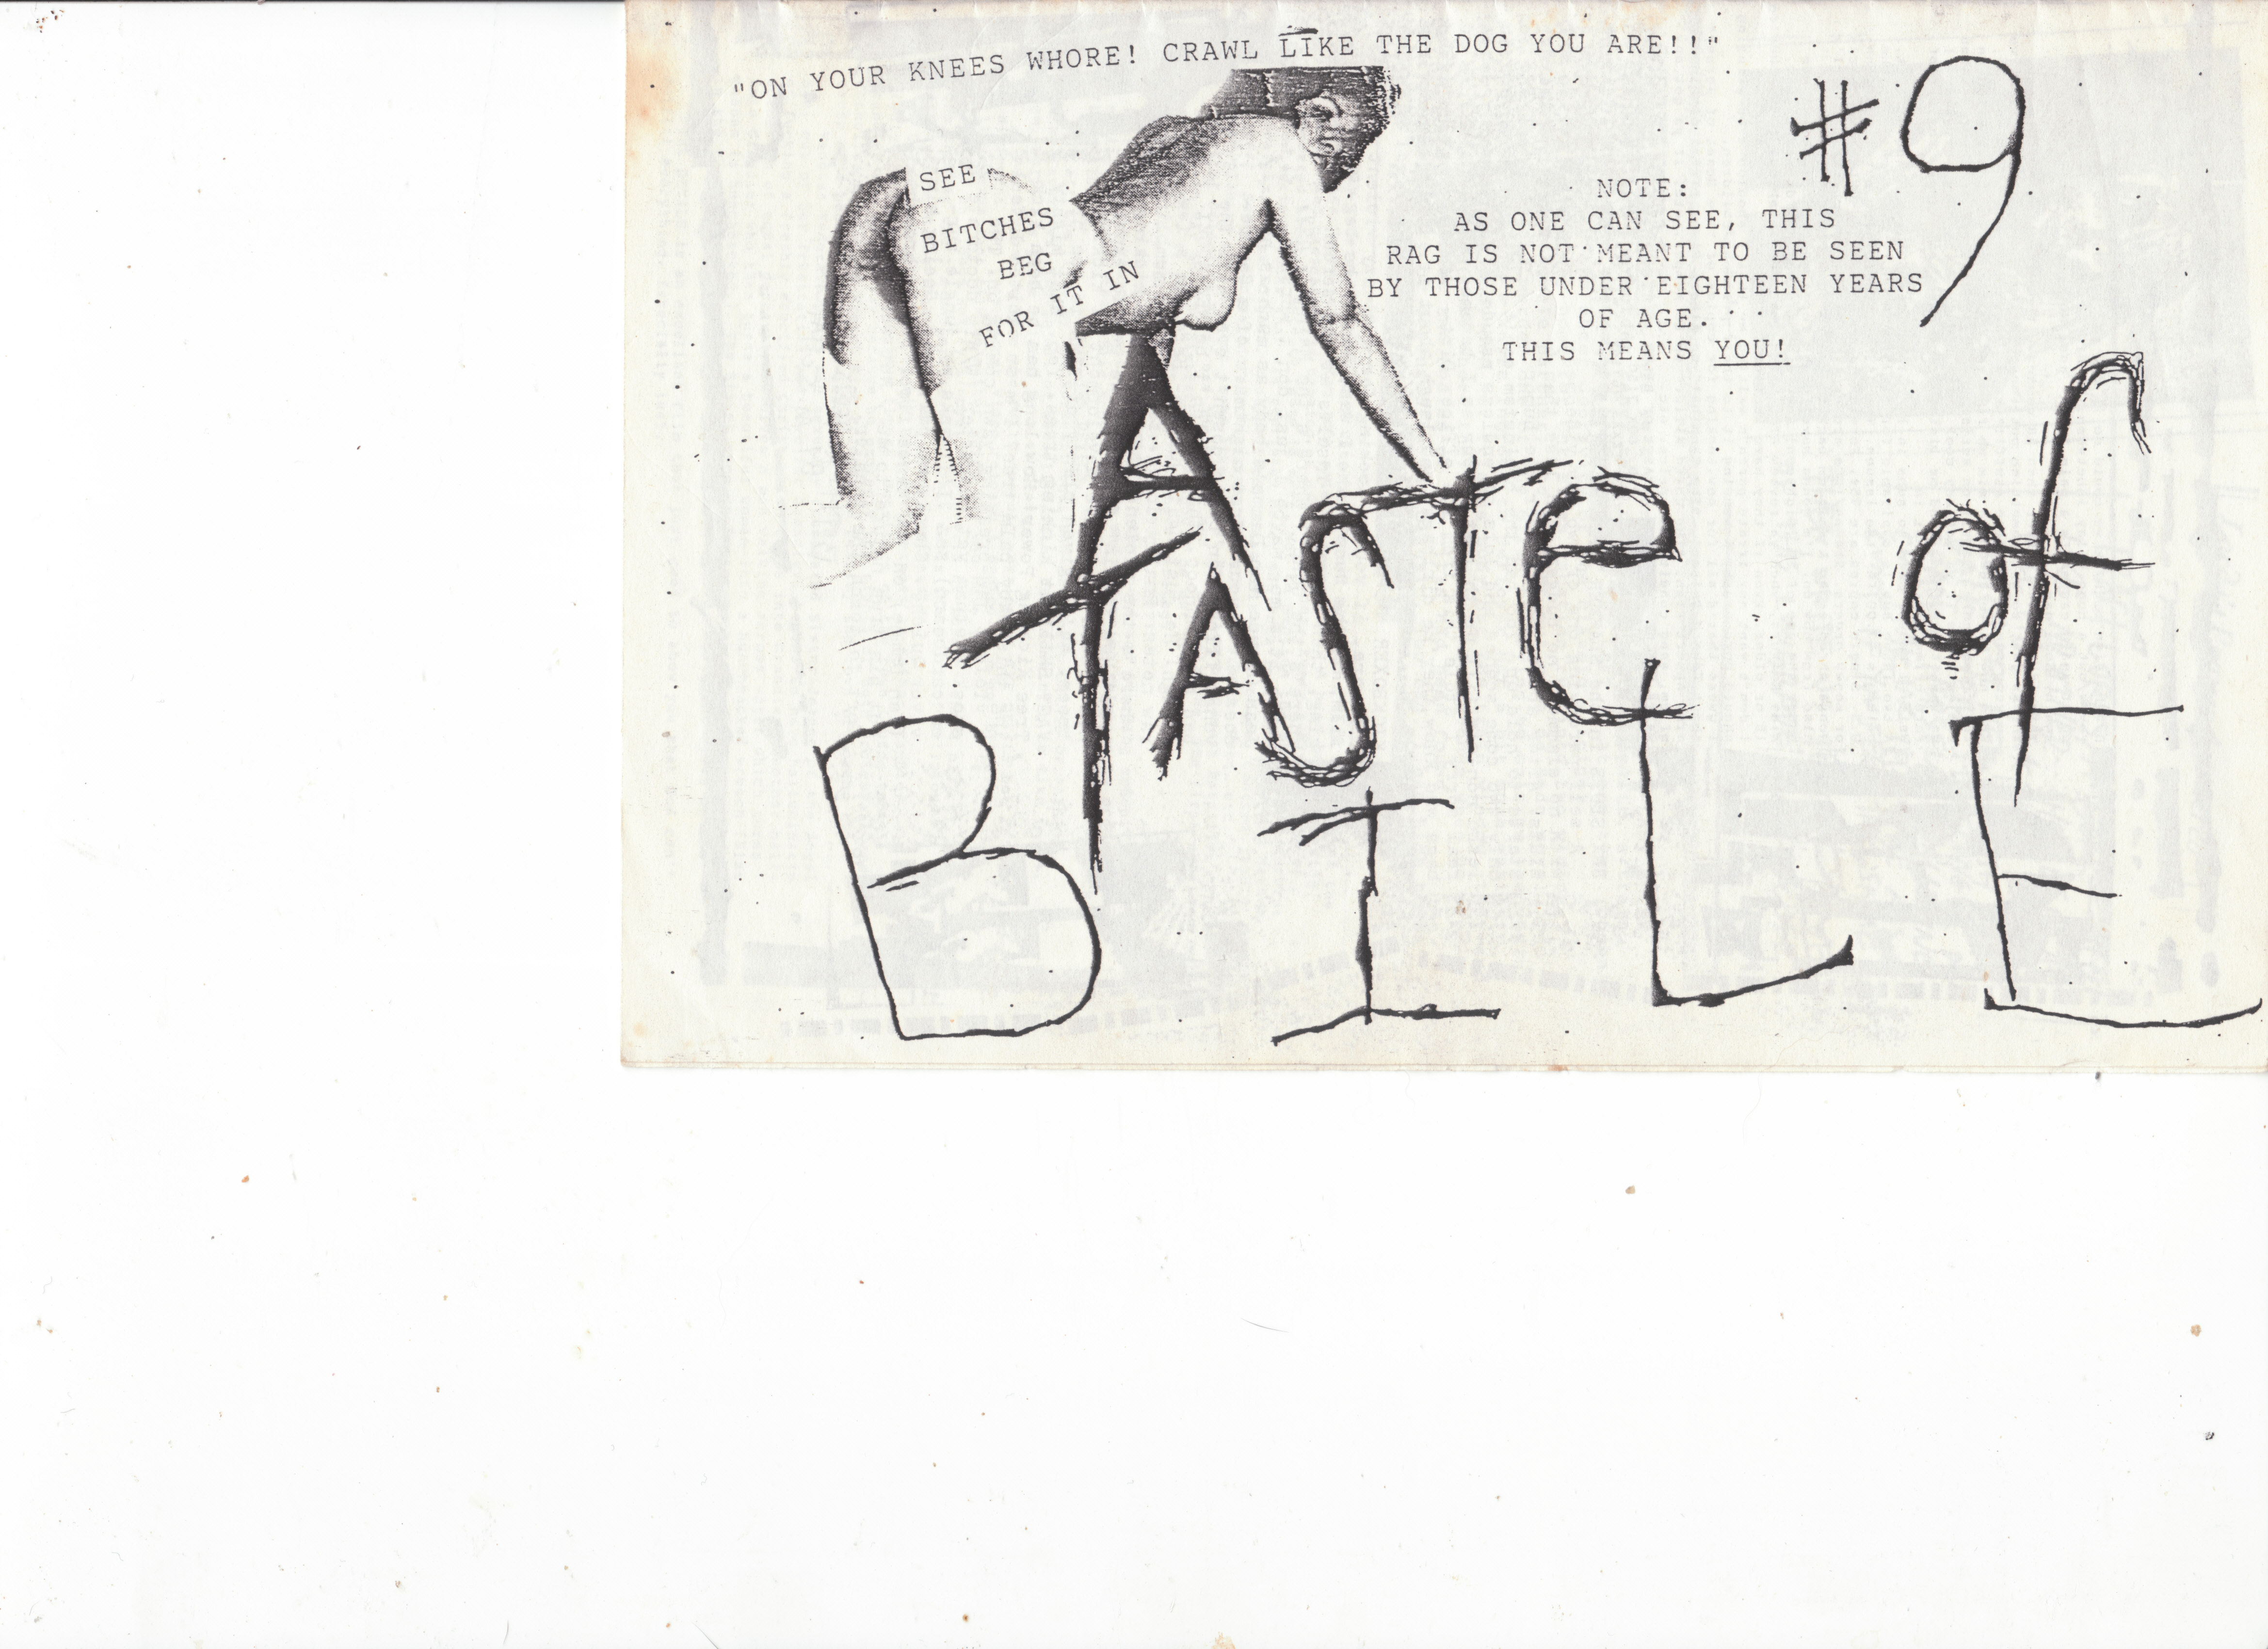 "ON YOUR KNEES WHORE! CRAWL LIKE THE DOG YOU ARE!!"
#9
SEE
BITCHES
BEG
FOR IT IN
NOTE:
AS ONE CAN SEE, THIS
RAG IS NOT MEANT TO BE SEEN
BY THOSE UNDER EIGHTEEN YEARS
OF AGE.
THIS MEANS YOU!
A
TASTE of
BILE